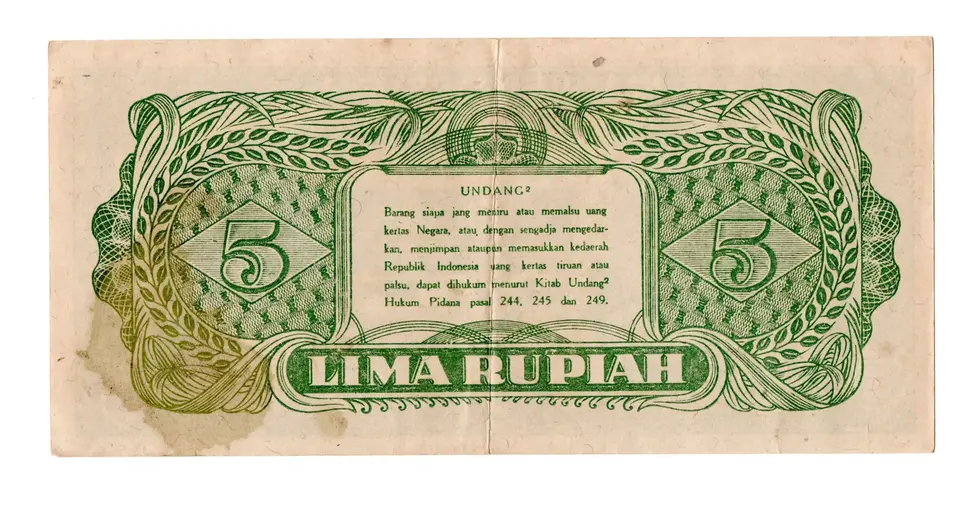 UNDANG²
Barang siapa jang meniru atau memalsu uang
kertas Negara, atau dengan sengadja mengedar-
kan, menjimpan ataupun memasukkan kedaerah
Republik Indonesia uang kertas tiruan atau
palsu, dapat dihukum menurut Kitab Undang²
Hukum Pidana pasal 244, 245 dan 249.
5 5
LIMA RUPIAH